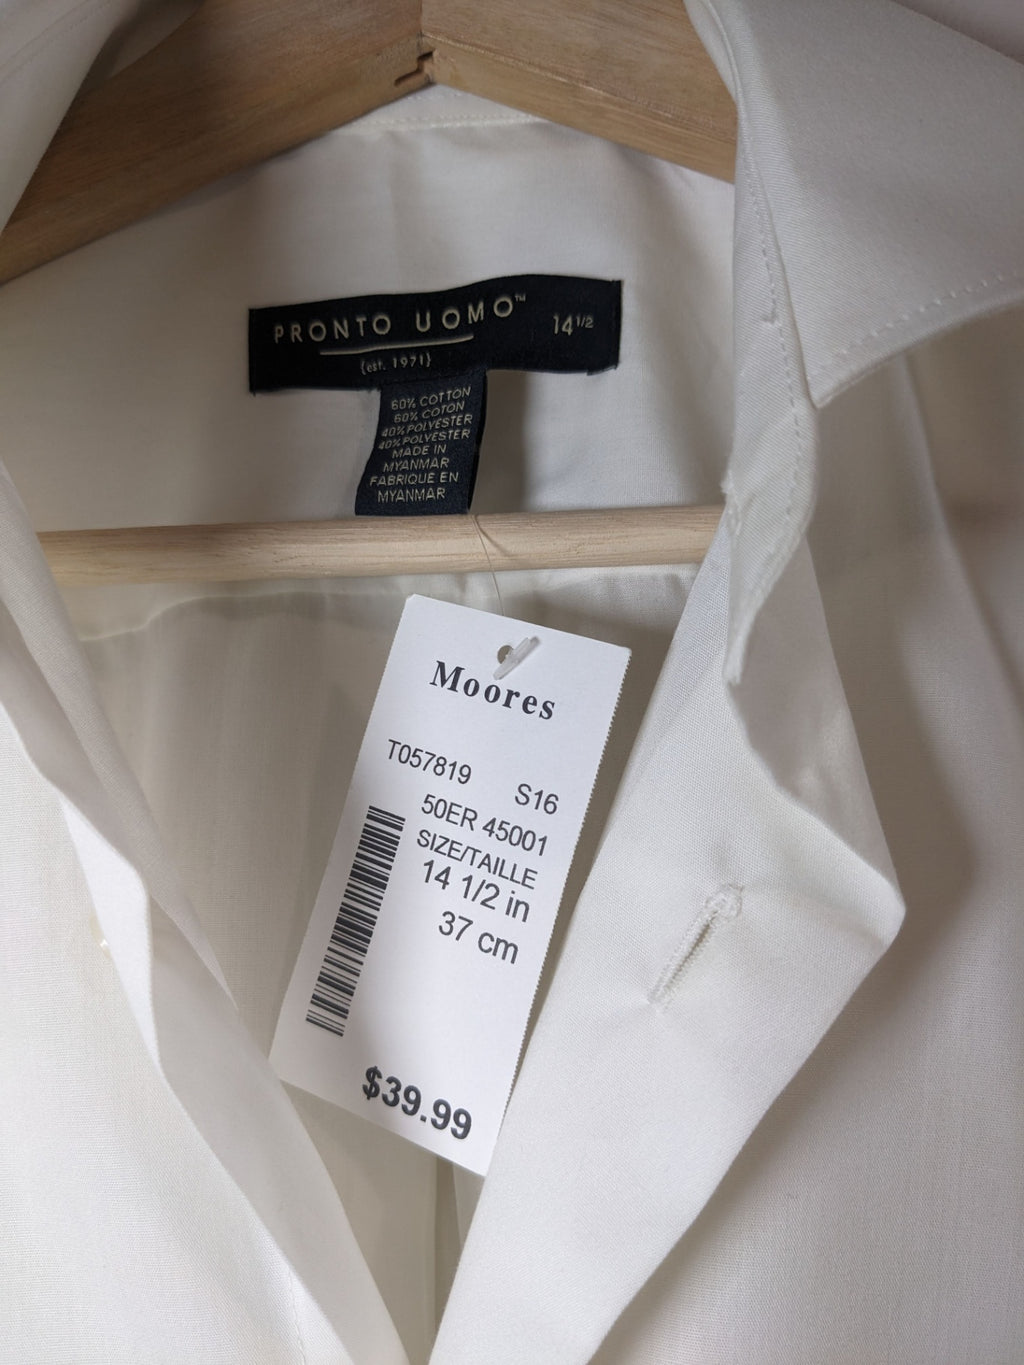 PRONTO UOMO™ 14 1/2
{est. 1971}
60% COTTON
60% COTON
40% POLYESTER
40% POLYESTER
MADE IN
MYANMAR
FABRIQUE EN
MYANMAR
Moores
T057819 S16
50ER 45001
SIZE/TAILLE
14 1/2 in
37 cm
$39.99